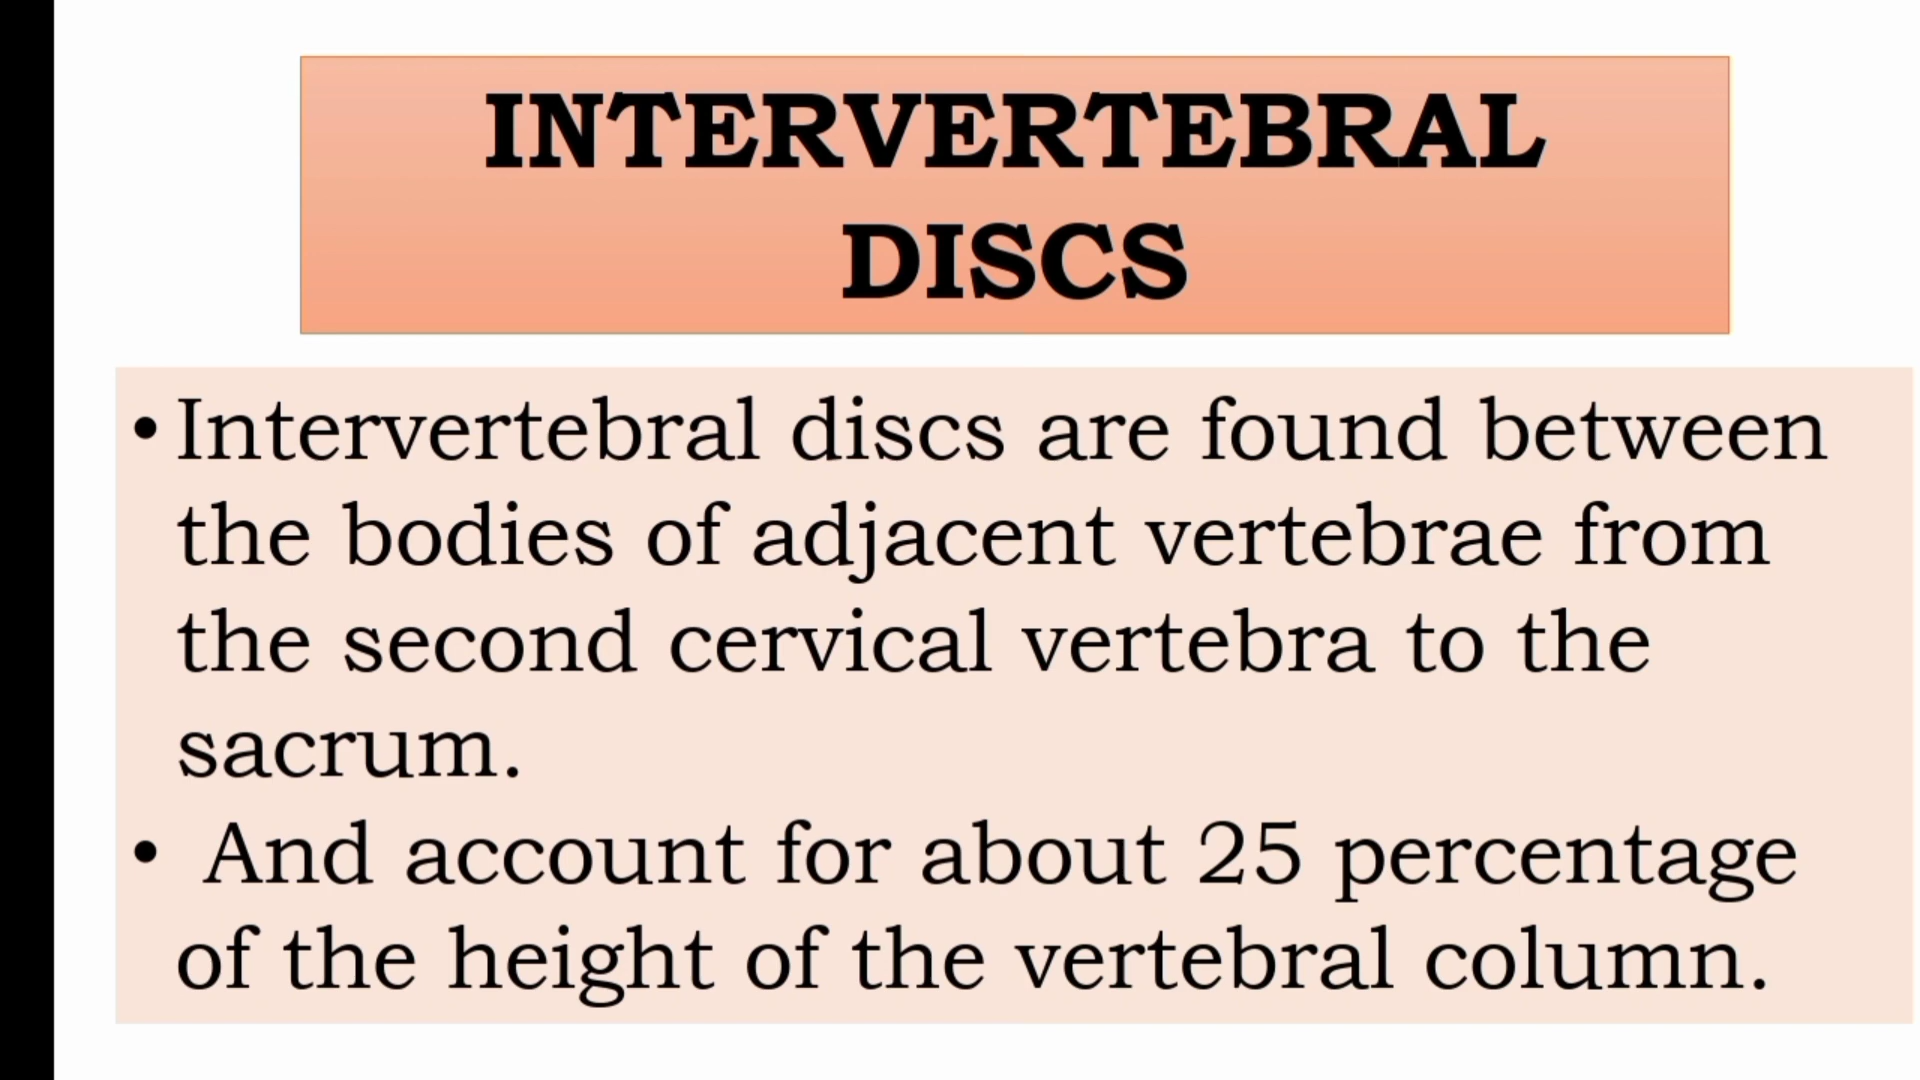 INTERVERTEBRAL
DISCS
• Intervertebral discs are found between
the bodies of adjacent vertebrae from
the second cervical vertebra to the
sacrum.
• And account for about 25 percentage
of the height of the vertebral column.